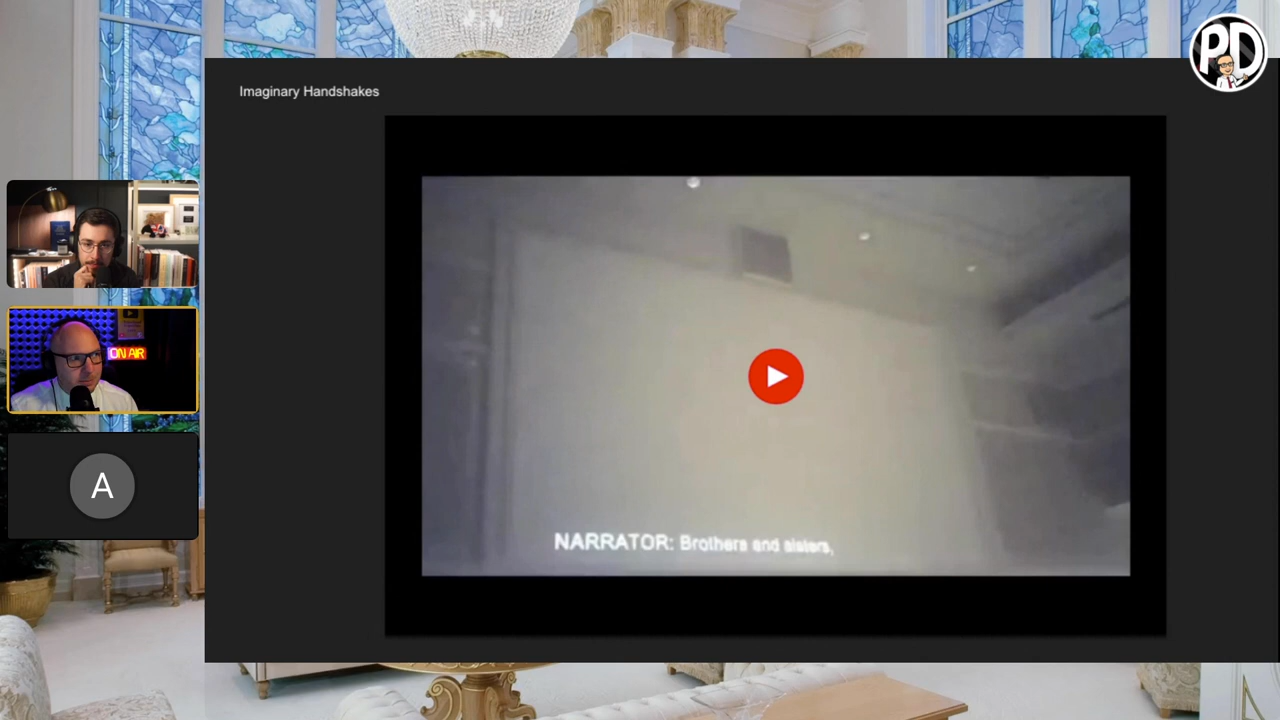 PD
Imaginary Handshakes
ON AIR
A
NARRATOR: Brothers and sisters,